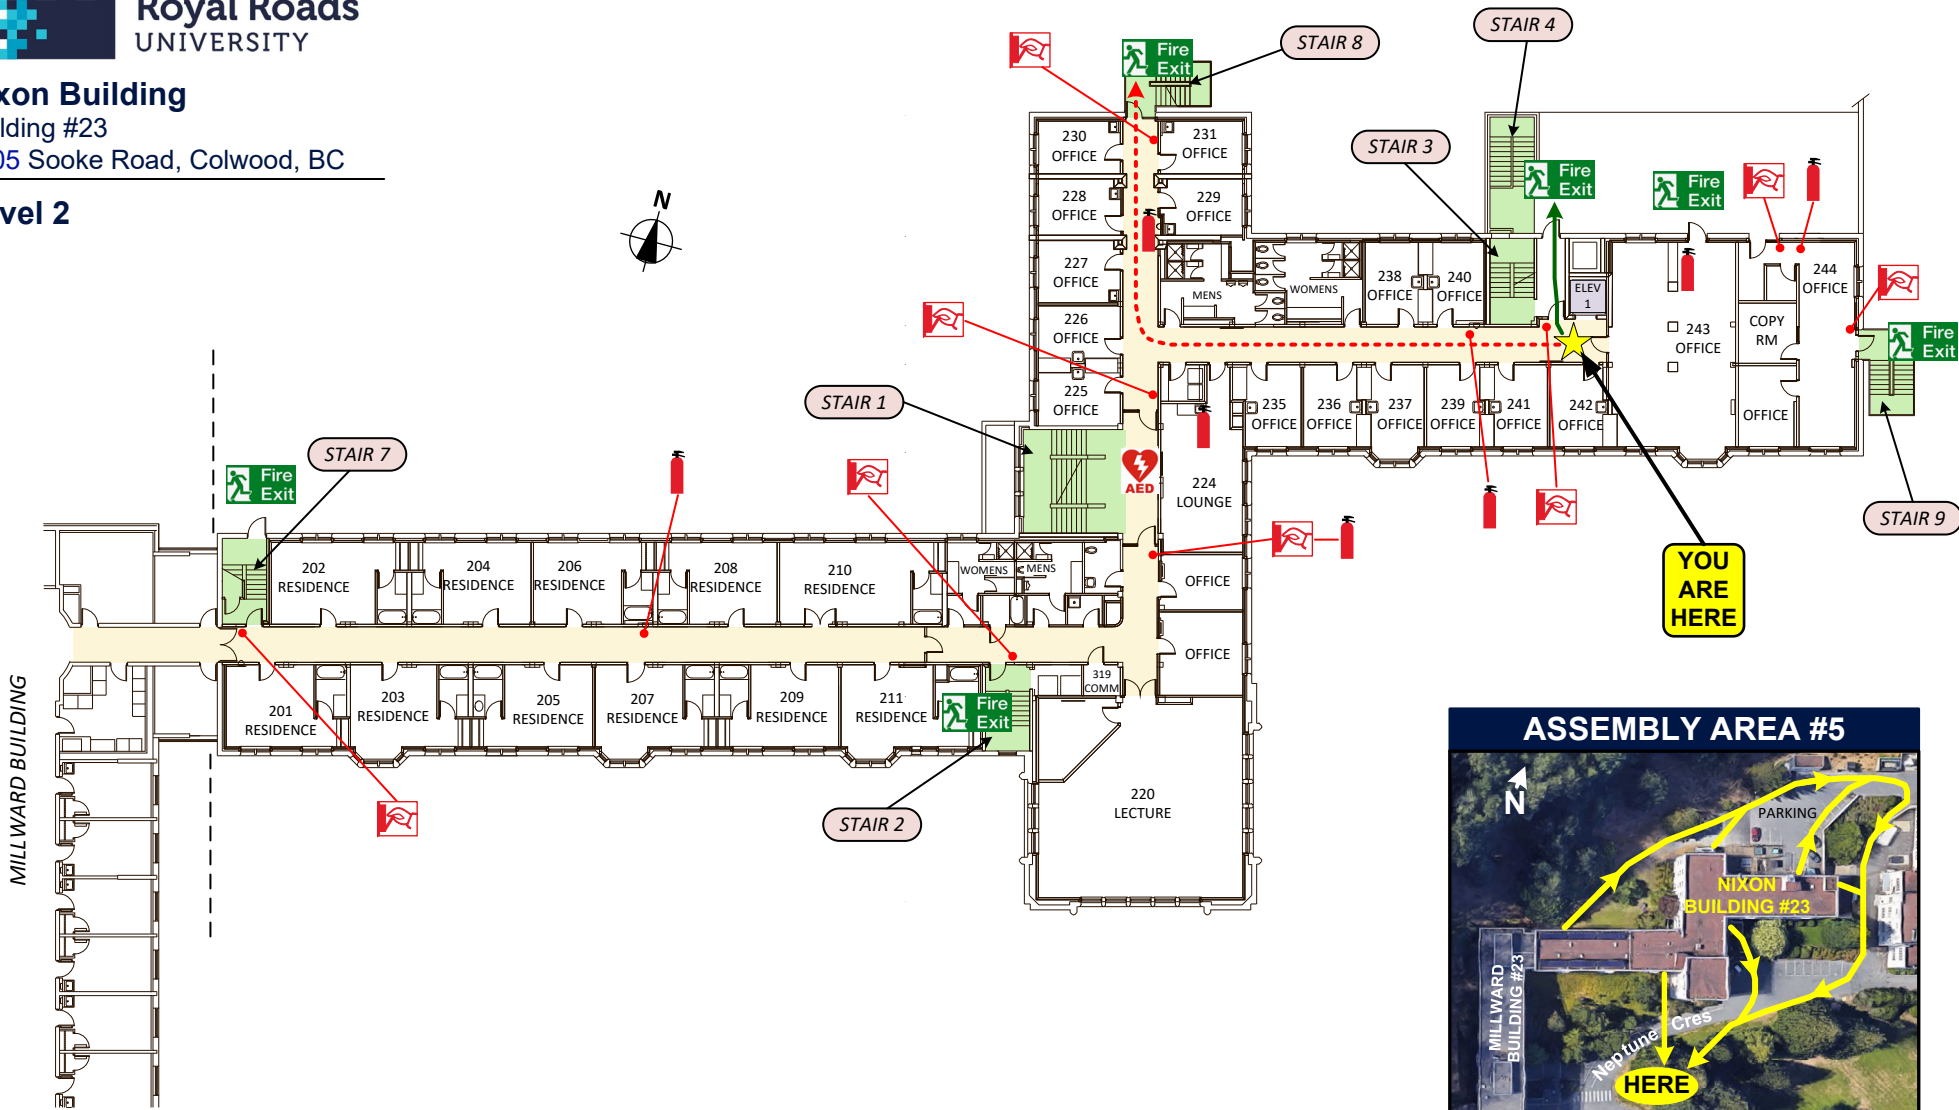 Royal Roads
UNIVERSITY
xon Building
lding #23
05 Sooke Road, Colwood, BC
vel 2
N
STAIR 8
STAIR 4
STAIR 3
STAIR 1
STAIR 7
STAIR 2
STAIR 9
Fire
Exit
Fire
Exit
Fire
Exit
Fire
Exit
Fire
Exit
Fire
Exit
230
OFFICE
231
OFFICE
228
OFFICE
229
OFFICE
227
OFFICE
226
OFFICE
225
OFFICE
MENS
WOMENS
238
OFFICE
240
OFFICE
ELEV
1
243
OFFICE
244
OFFICE
COPY
RM
OFFICE
235
OFFICE
236
OFFICE
237
OFFICE
239
OFFICE
241
OFFICE
242
OFFICE
AED
224
LOUNGE
OFFICE
OFFICE
YOU
ARE
HERE
202
RESIDENCE
204
RESIDENCE
206
RESIDENCE
208
RESIDENCE
210
RESIDENCE
WOMENS
MENS
201
RESIDENCE
203
RESIDENCE
205
RESIDENCE
207
RESIDENCE
209
RESIDENCE
211
RESIDENCE
319
COMM
220
LECTURE
MILLWARD BUILDING
ASSEMBLY AREA #5
N
PARKING
NIXON
BUILDING #23
MILLWARD
BUILDING #23
Neptune Cres
HERE